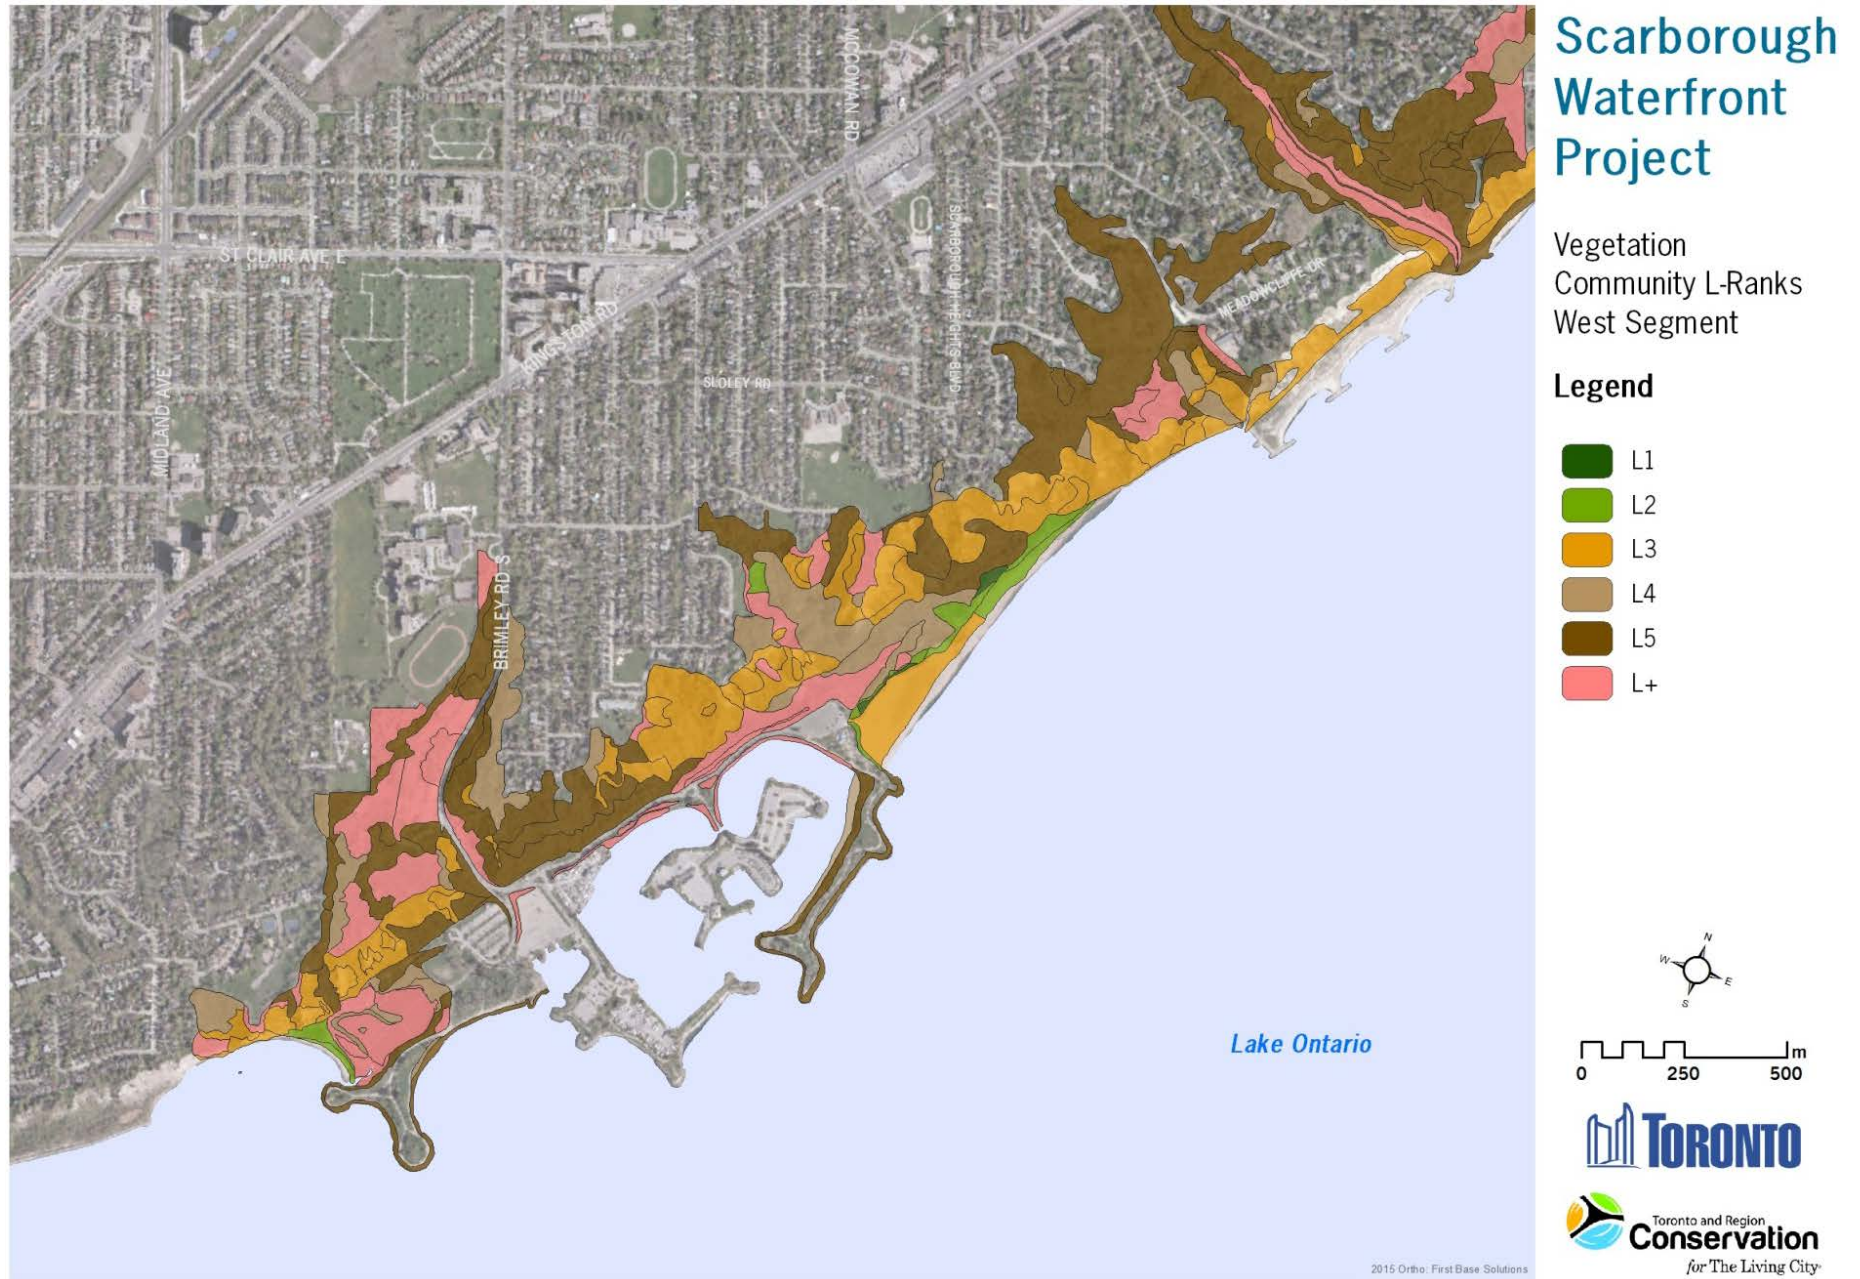 Scarborough
Waterfront
Project
Vegetation
Community L-Ranks
West Segment
Legend
L1
L2
L3
L4
L5
L+
MCCOWAN RD
ST CLAIR AVE E
SCARBOROUGH HEIGHTS BLVD
MEADOWCLIFFE DR
KINGSTON RD
SLOLEY RD
MIDLAND AVE
BRIMLEY RD S
Lake Ontario
N
W
E
S
m
0 250 500
TORONTO
Toronto and Region
Conservation
for The Living City
2015 Ortho: First Base Solutions